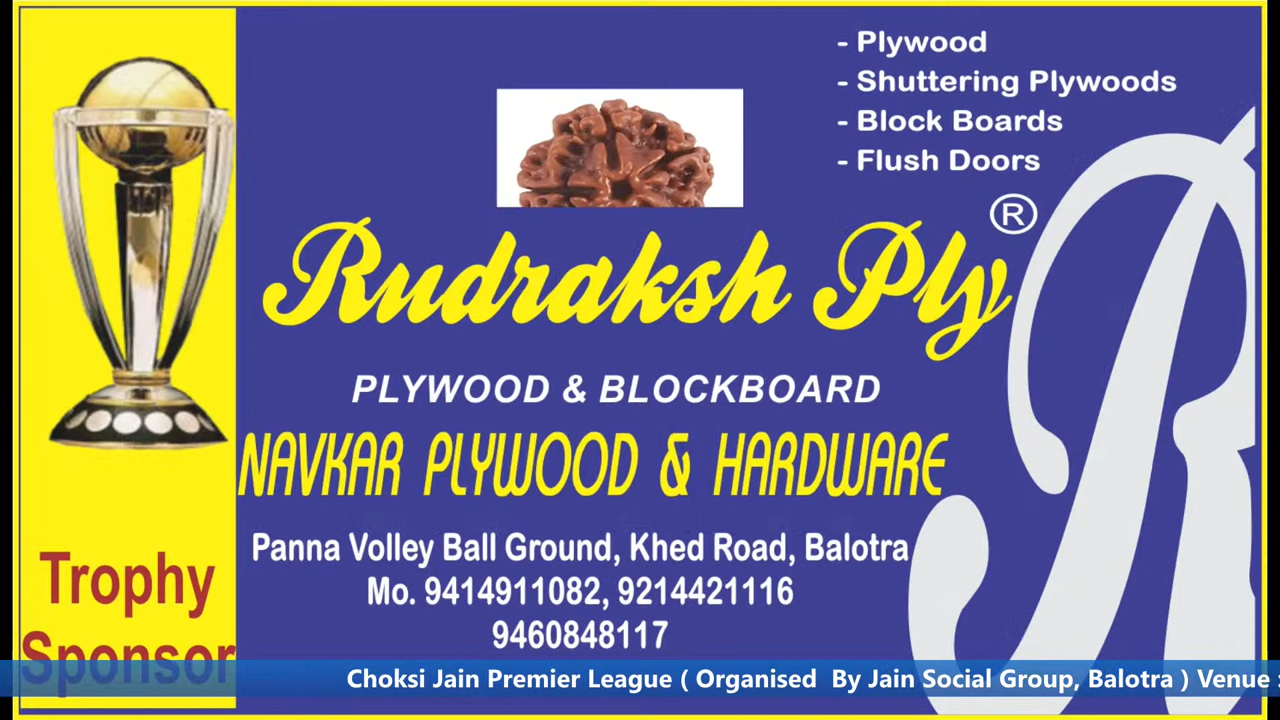 - Plywood
- Shuttering Plywoods
- Block Boards
- Flush Doors
Rudraksh Ply ®
PLYWOOD & BLOCKBOARD
NAVKAR PLYWOOD & HARDWARE
Panna Volley Ball Ground, Khed Road, Balotra
Mo. 9414911082, 9214421116
9460848117
Trophy
Sponsor
Choksi Jain Premier League ( Organised By Jain Social Group, Balotra ) Venue :
R